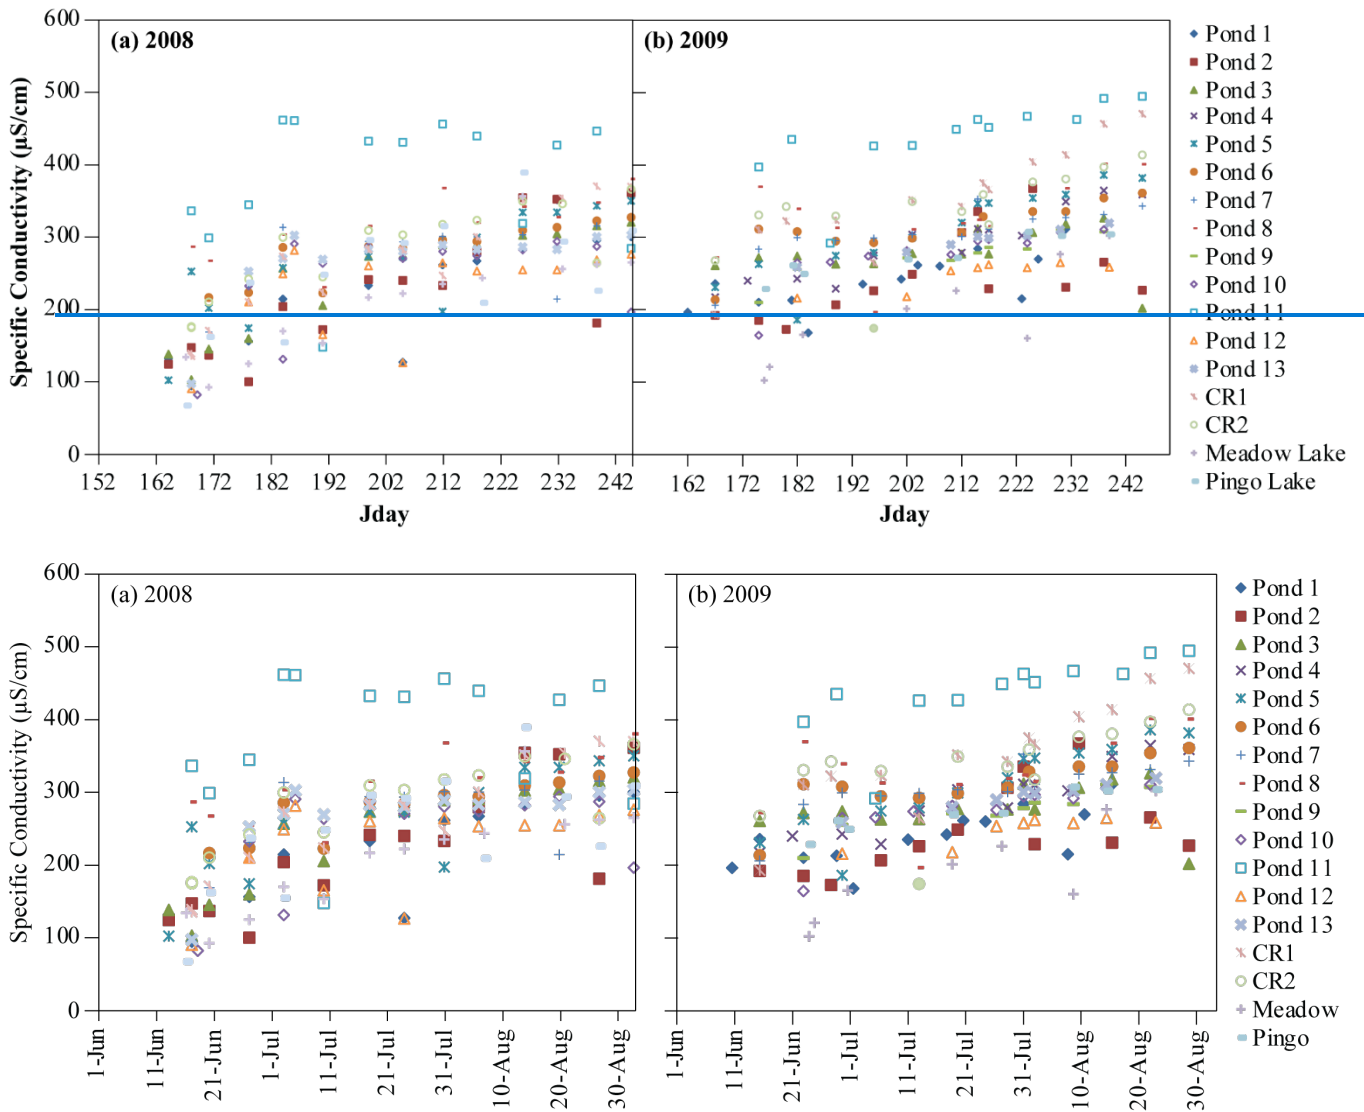 600
500
400
300
200
100
0
Specific Conductivity (µS/cm)
(a) 2008
(b) 2009
152 162 172 182 192 202 212 222 232 242
162 172 182 192 202 212 222 232 242
Jday
Jday
Pond 1
Pond 2
Pond 3
Pond 4
Pond 5
Pond 6
Pond 7
Pond 8
Pond 9
Pond 10
Pond 11
Pond 12
Pond 13
CR1
CR2
Meadow Lake
Pingo Lake
600
500
400
300
200
100
0
Specific Conductivity (µS/cm)
(a) 2008
(b) 2009
1-Jun 11-Jun 21-Jun 1-Jul 11-Jul 21-Jul 31-Jul 10-Aug 20-Aug 30-Aug
1-Jun 11-Jun 21-Jun 1-Jul 11-Jul 21-Jul 31-Jul 10-Aug 20-Aug 30-Aug
Pond 1
Pond 2
Pond 3
Pond 4
Pond 5
Pond 6
Pond 7
Pond 8
Pond 9
Pond 10
Pond 11
Pond 12
Pond 13
CR1
CR2
Meadow
Pingo